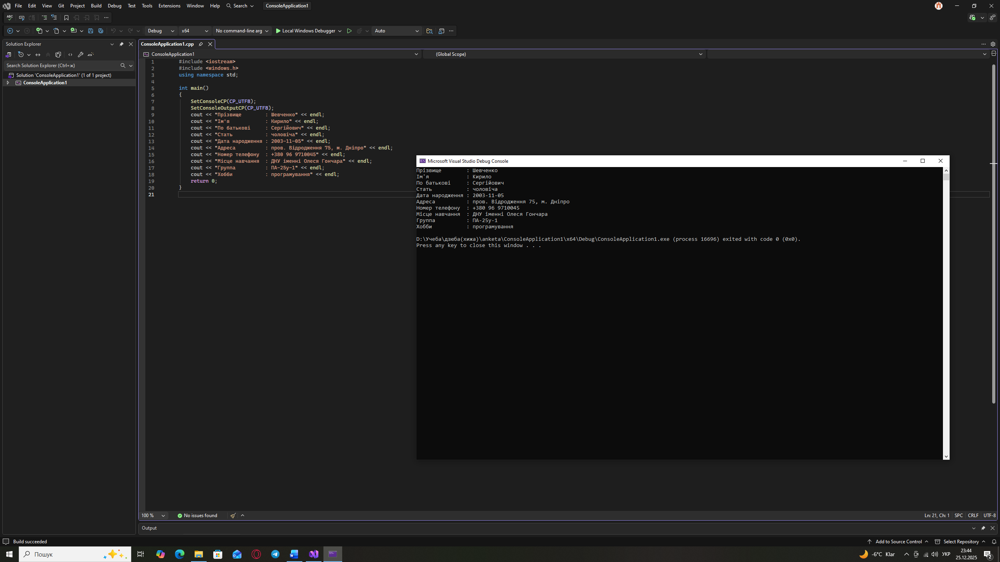 File Edit View Git Project Build Debug Test Tools Extensions Window Help Search ConsoleApplication1
Debug x64 No command-line arg Local Windows Debugger Auto
Solution Explorer
Search Solution Explorer (Ctrl+ж)
Solution 'ConsoleApplication1' (1 of 1 project)
ConsoleApplication1
ConsoleApplication1.cpp
ConsoleApplication1 (Global Scope)
1 #include <iostream>
2 #include <windows.h>
3 using namespace std;
4
5 int main()
6 {
7 SetConsoleCP(CP_UTF8);
8 SetConsoleOutputCP(CP_UTF8);
9 cout << "Прізвище : Шевченко" << endl;
10 cout << "Ім'я : Кирило" << endl;
11 cout << "По батькові : Сергійович" << endl;
12 cout << "Стать : чоловіча" << endl;
13 cout << "Дата народження : 2003-11-05" << endl;
14 cout << "Адреса : пров. Відродження 75, м. Дніпро" << endl;
15 cout << "Номер телефону : +380 96 9710045" << endl;
16 cout << "Місце навчання : ДНУ іменні Олеся Гончара" << endl;
17 cout << "Группа : ПА-25у-1" << endl;
18 cout << "Хобби : програмування" << endl;
19 return 0;
20 }
21
Microsoft Visual Studio Debug Console
Прізвище : Шевченко
Ім'я : Кирило
По батькові : Сергійович
Стать : чоловіча
Дата народження : 2003-11-05
Адреса : пров. Відродження 75, м. Дніпро
Номер телефону : +380 96 9710045
Місце навчання : ДНУ іменні Олеся Гончара
Группа : ПА-25у-1
Хобби : програмування
D:\Учеба\дзюба(хижа)\anketa\ConsoleApplication1\x64\Debug\ConsoleApplication1.exe (process 16696) exited with code 0 (0x0).
Press any key to close this window . . .
100 % No issues found Ln: 21, Ch: 1 SPC CRLF UTF-8
Output
Build succeeded Add to Source Control Select Repository
Пошук -6°C Klar УКР 23:44
25.12.2025 2